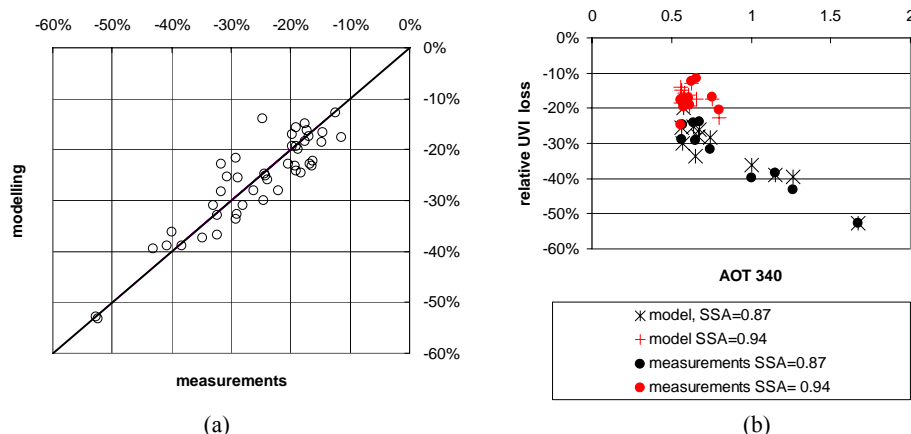 -60% -50% -40% -30% -20% -10% 0%
0%
-10%
-20%
-30%
-40%
-50%
-60%
modelling
measurements
(a)
0 0.5 1 1.5 2
0%
-10%
-20%
-30%
-40%
-50%
-60%
relative UVI loss
AOT 340
model, SSA=0.87
model SSA=0.94
measurements SSA=0.87
measurements SSA= 0.94
(b)